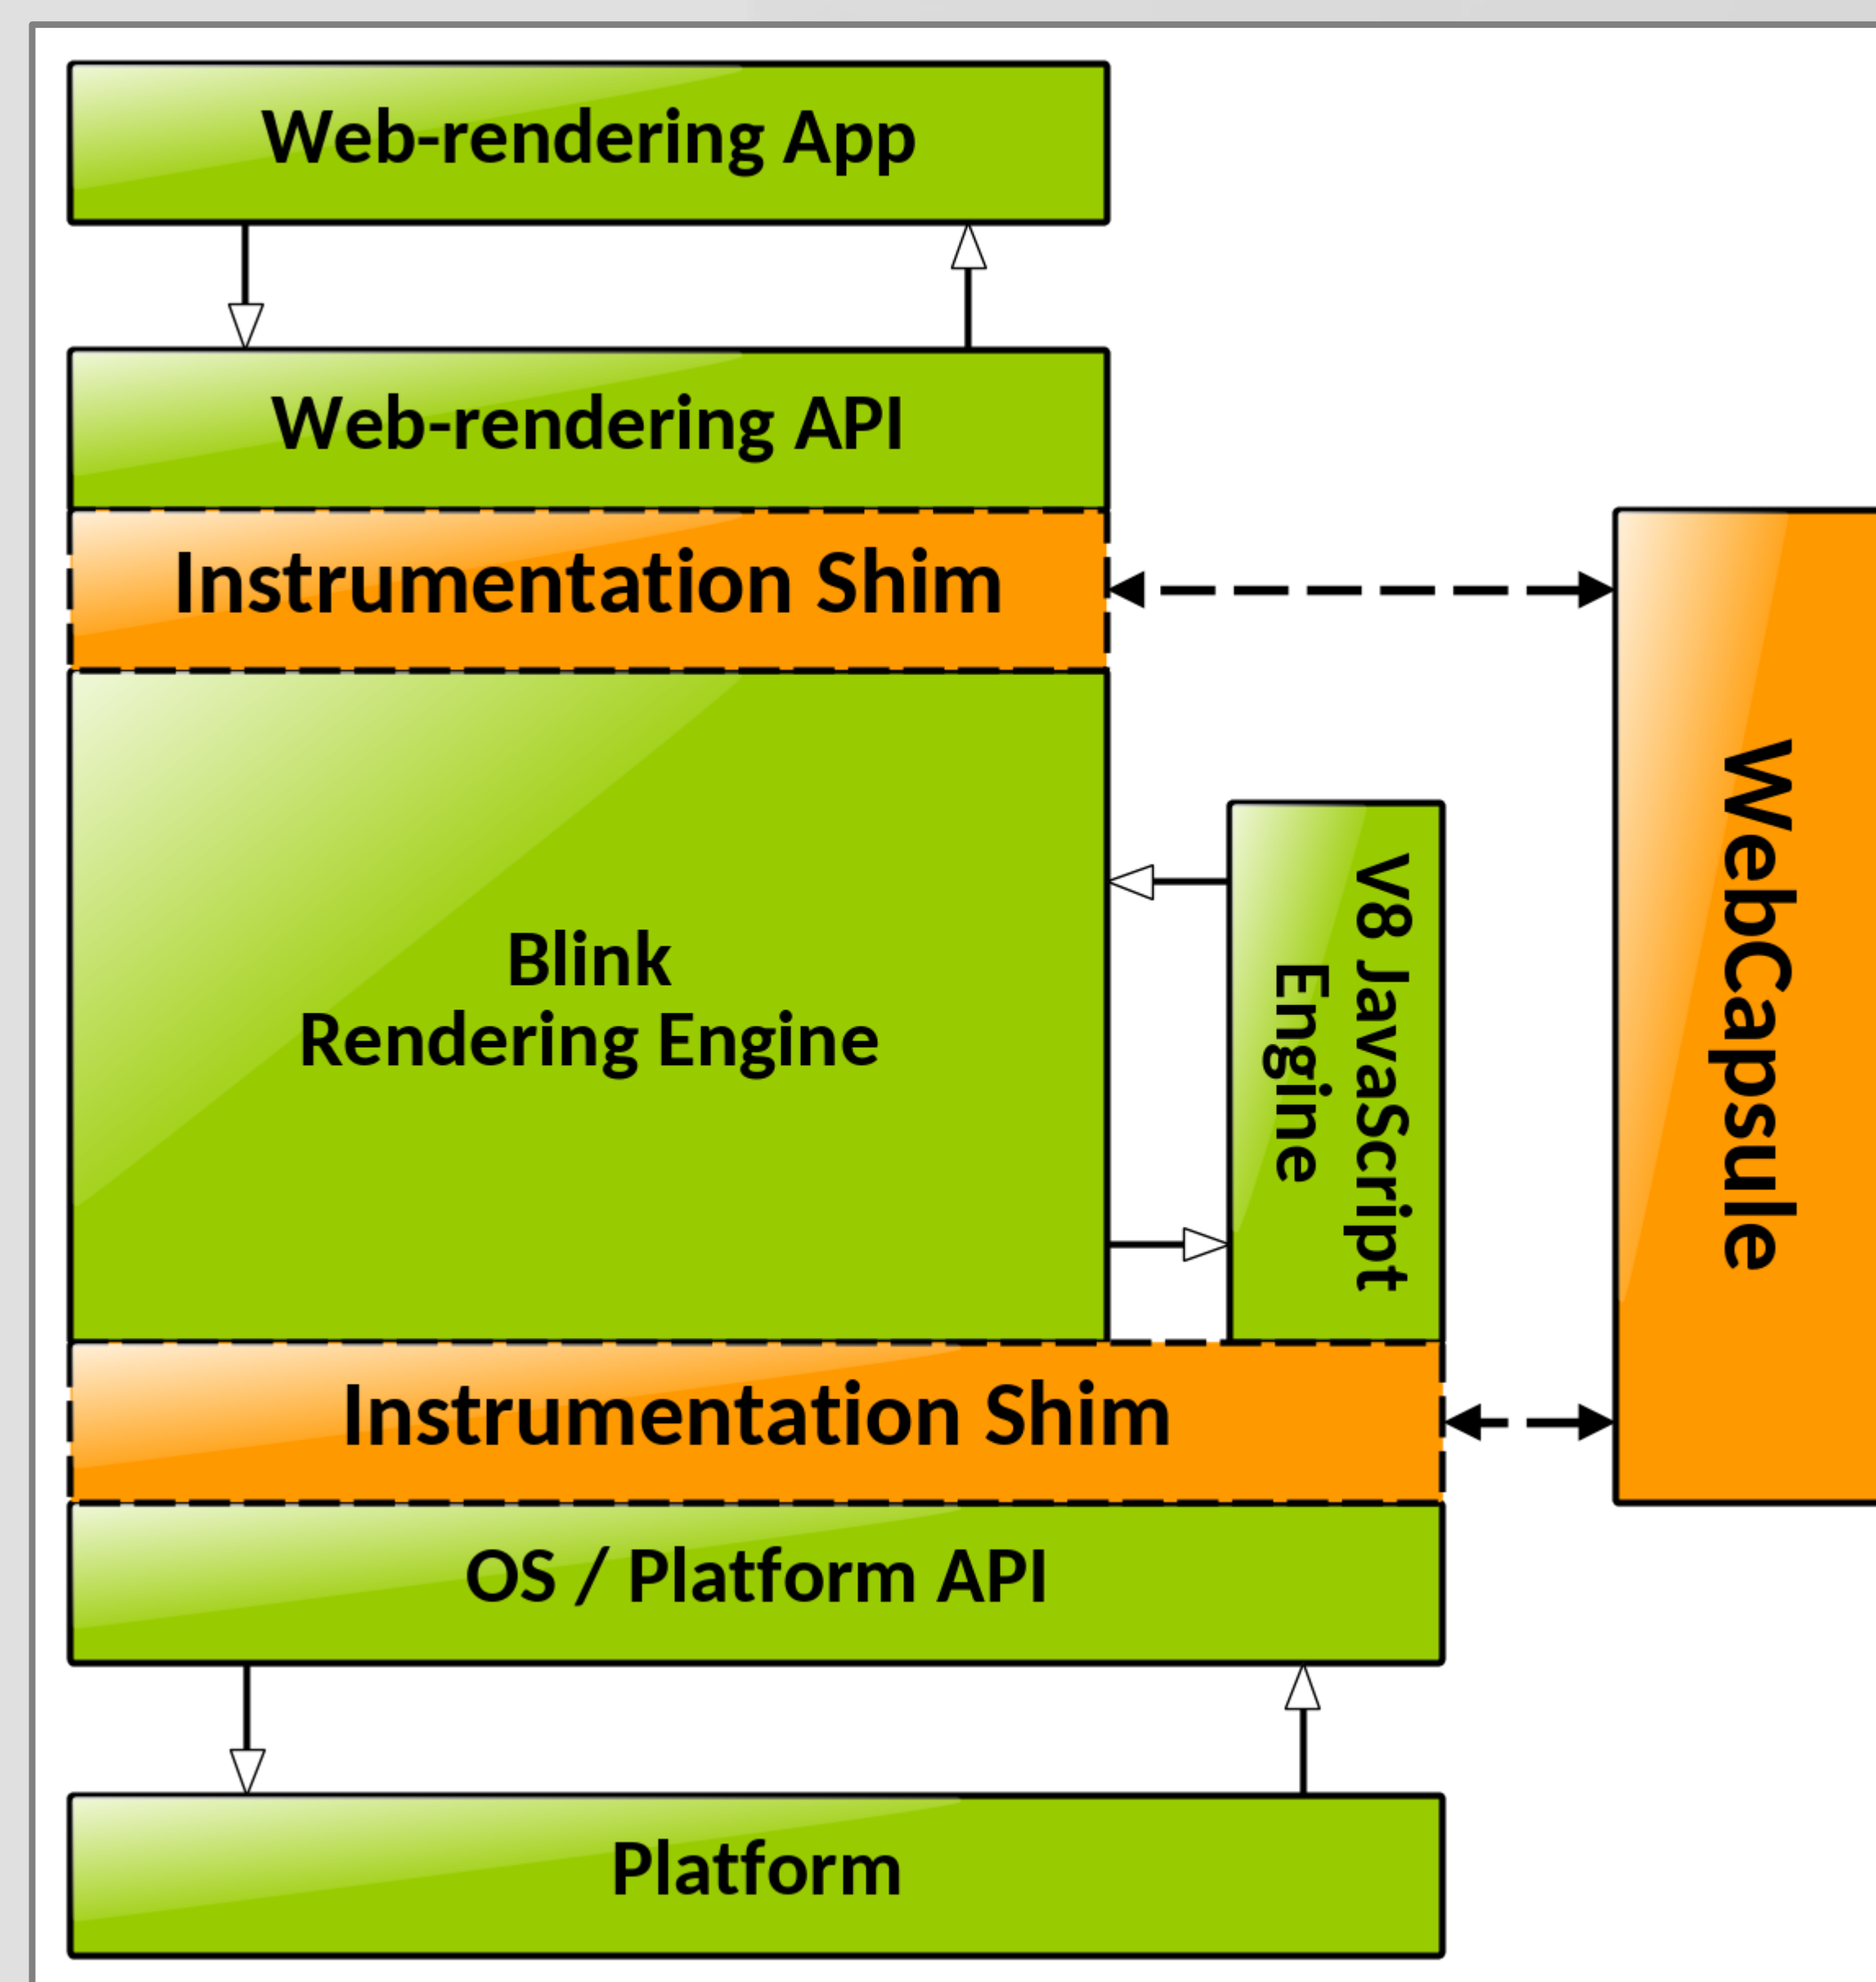 Web-rendering App
Web-rendering API
Instrumentation Shim
Blink
Rendering Engine
V8 JavaScript
Engine
WebCapsule
Instrumentation Shim
OS / Platform API
Platform